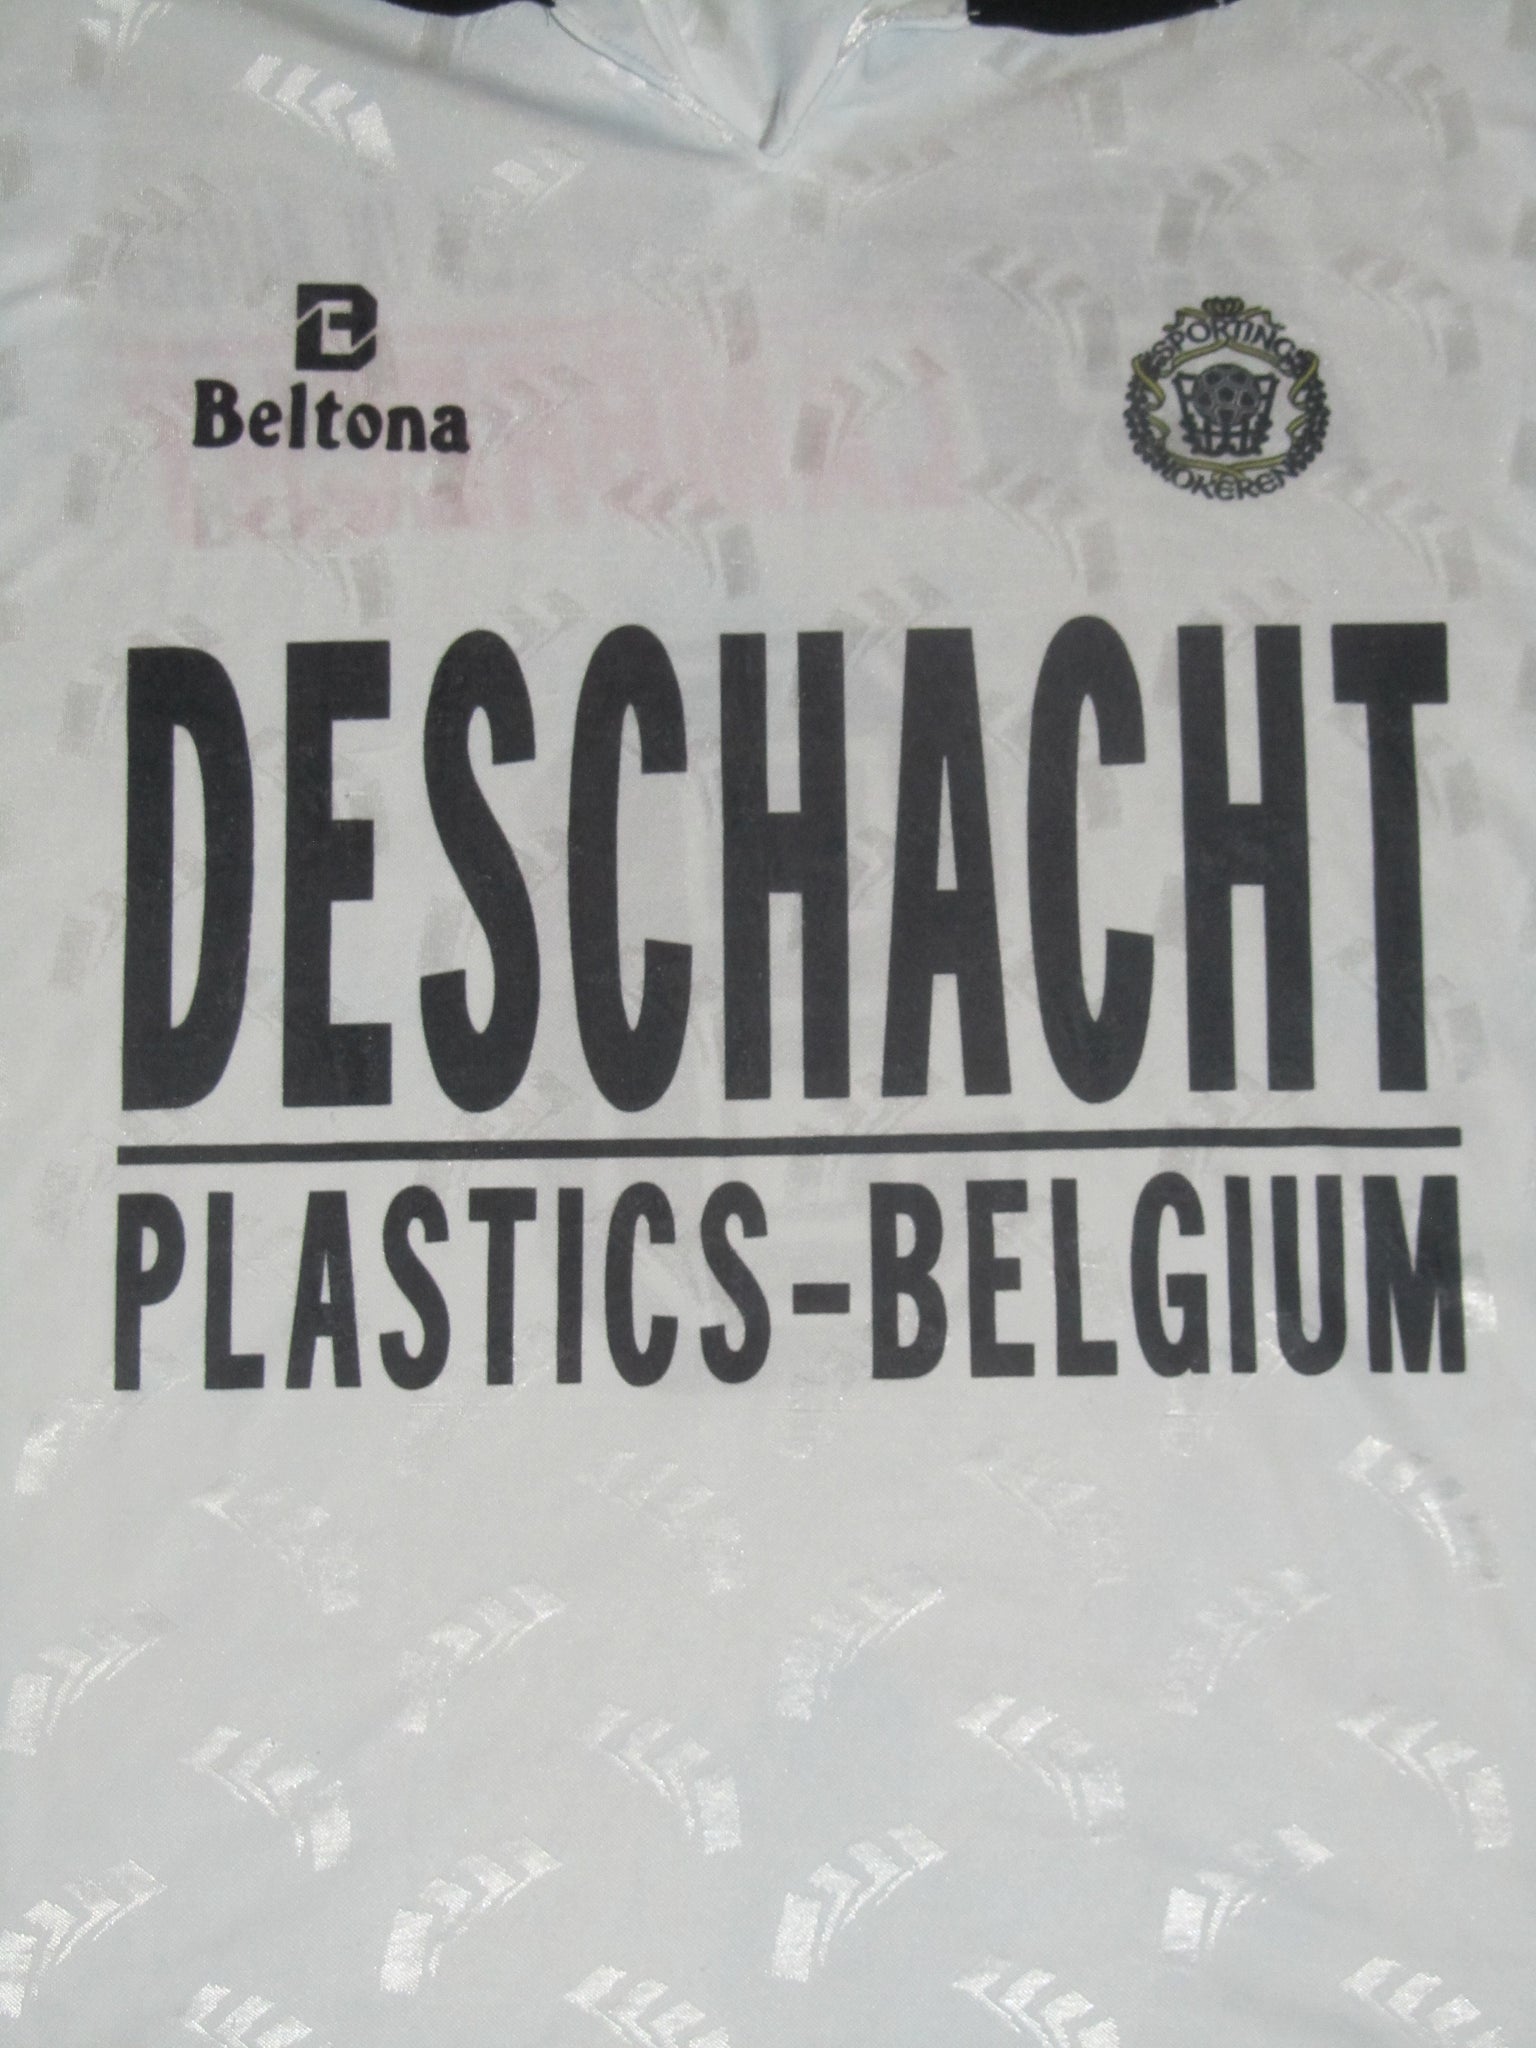 Beltona
SPORTING
LOKEREN
DESCHACHT
PLASTICS-BELGIUM